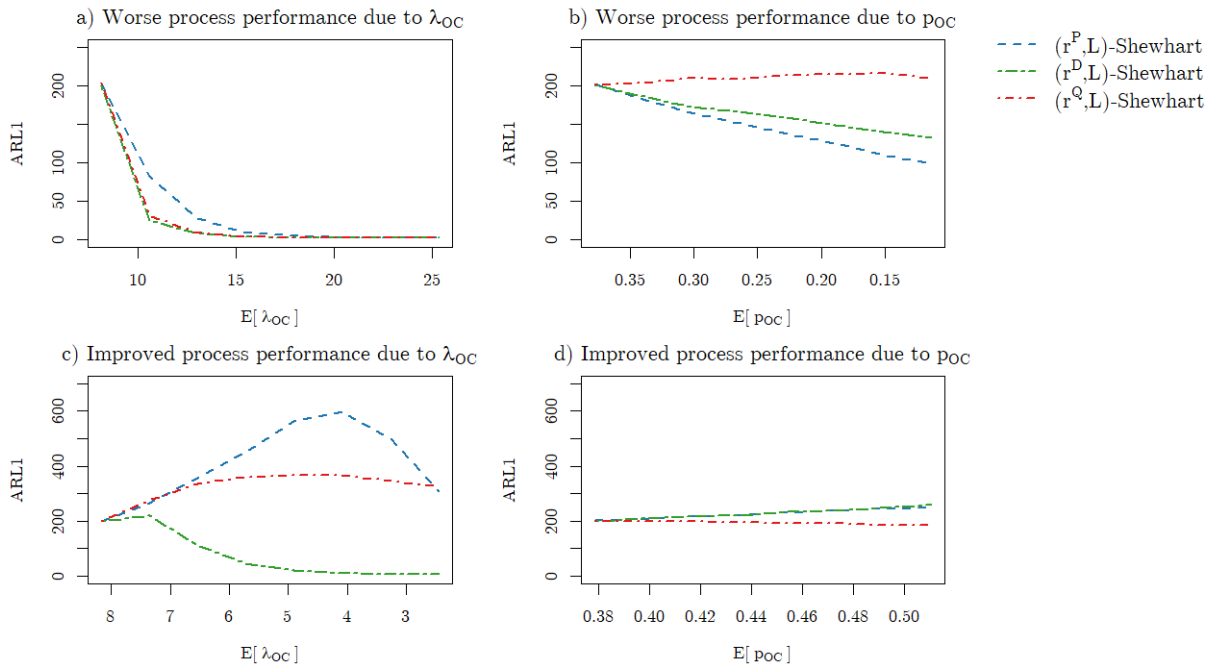 a) Worse process performance due to λOC
b) Worse process performance due to pOC
(r^P,L)-Shewhart
(r^D,L)-Shewhart
(r^Q,L)-Shewhart
ARL1
0 50 100 200
10 15 20 25
E[ λOC ]
ARL1
0 50 100 200
0.35 0.30 0.25 0.20 0.15
E[ pOC ]
c) Improved process performance due to λOC
d) Improved process performance due to pOC
ARL1
0 200 400 600
8 7 6 5 4 3
E[ λOC ]
ARL1
0 200 400 600
0.38 0.40 0.42 0.44 0.46 0.48 0.50
E[ pOC ]